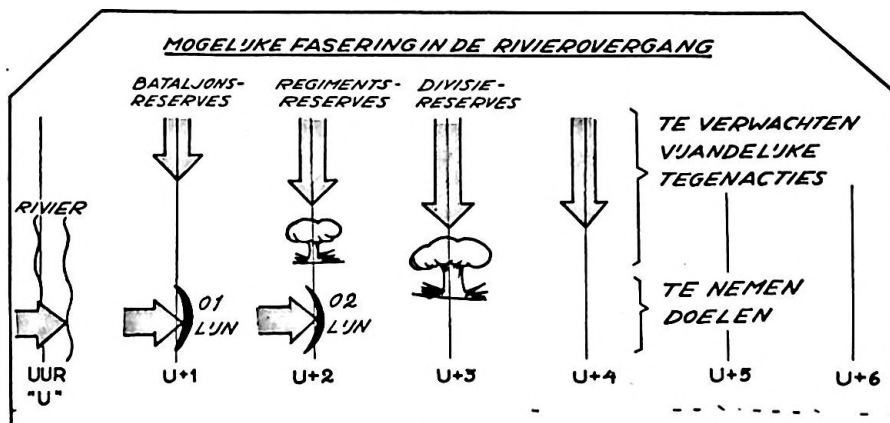 MOGELIJKE FASERING IN DE RIVIEROVERGANG
BATALJONS-
RESERVES
REGIMENTS-
RESERVES
DIVISIE-
RESERVES
TE VERWACHTEN
VIJANDELIJKE
TEGENACTIES
RIVIER
01
LIJN
02
LIJN
TE NEMEN
DOELEN
UUR
"U"
U+1
U+2
U+3
U+4
U+5
U+6